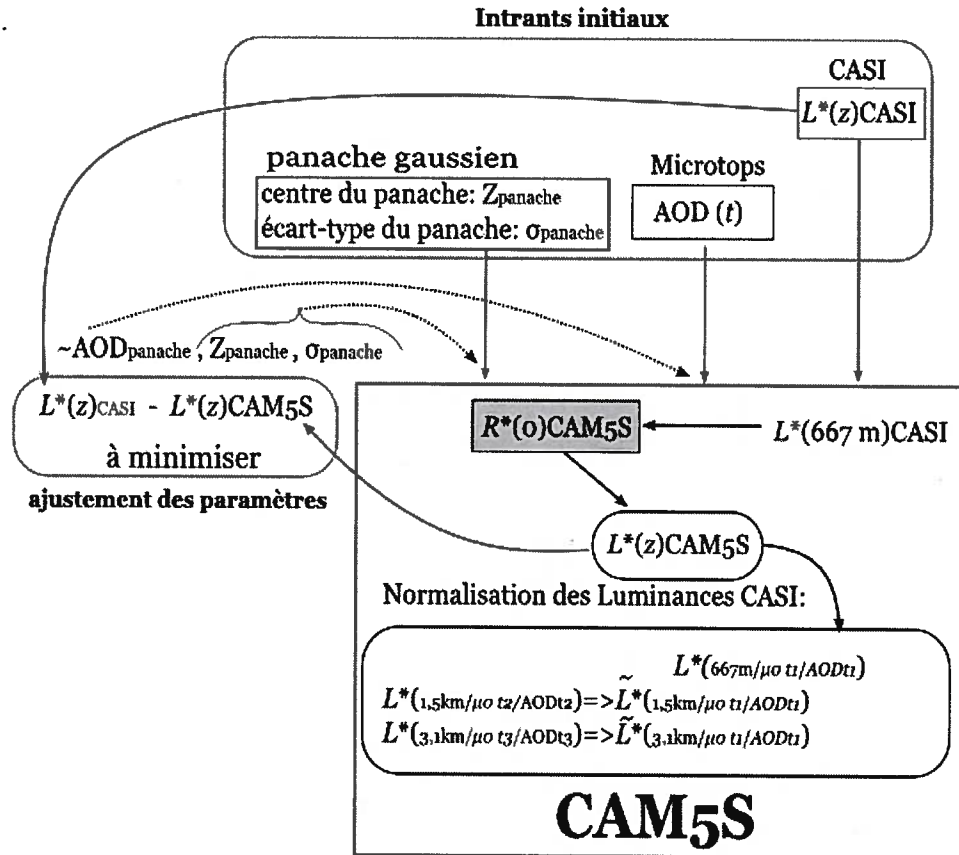 Intrants initiaux
CASI
L*(z)CASI
panache gaussien
centre du panache: Zpanache
écart-type du panache: σpanache
Microtops
AOD (t)
~AODpanache , Zpanache , σpanache
L*(z)CASI - L*(z)CAM5S
à minimiser
ajustement des paramètres
R*(0)CAM5S
L*(667 m)CASI
L*(z)CAM5S
Normalisation des Luminances CASI:
L*(667m/μ0 t1/AODt1)
L*(1,5km/μ0 t2/AODt2)=>L̃*(1,5km/μ0 t1/AODt1)
L*(3,1km/μ0 t3/AODt3)=>L̃*(3,1km/μ0 t1/AODt1)
CAM5S